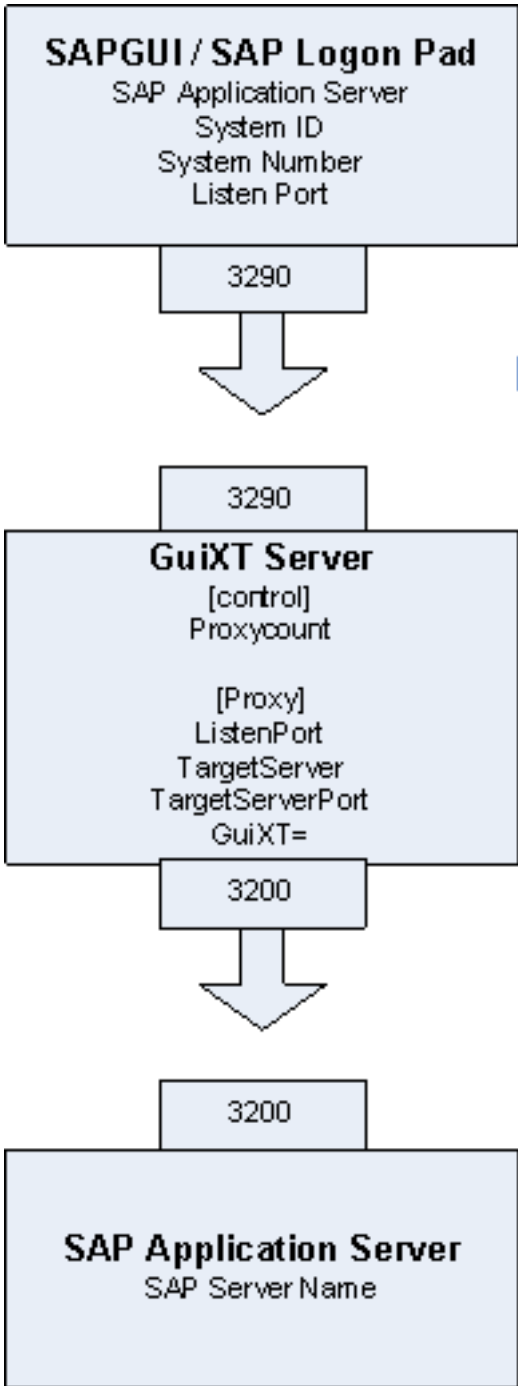 SAPGUI / SAP Logon Pad
SAP Application Server
System ID
System Number
Listen Port
3290
3290
GuiXT Server
[control]
Proxycount
[Proxy]
ListenPort
TargetServer
TargetServerPort
GuiXT=
3200
3200
SAP Application Server
SAP Server Name